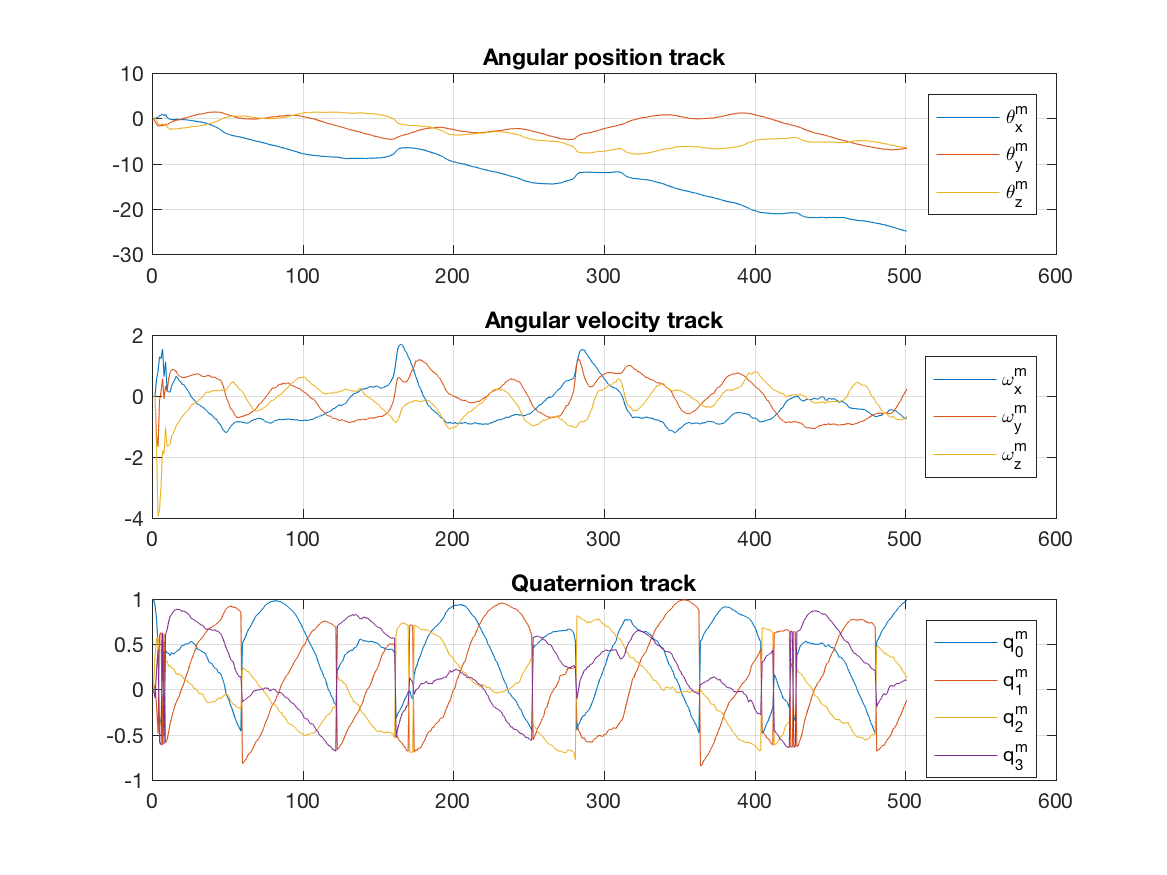 Angular position track
10
0
-10
-20
-30
0 100 200 300 400 500 600
θ_x^m
θ_y^m
θ_z^m
Angular velocity track
2
0
-2
-4
0 100 200 300 400 500 600
ω_x^m
ω_y^m
ω_z^m
Quaternion track
1
0.5
0
-0.5
-1
0 100 200 300 400 500 600
q_0^m
q_1^m
q_2^m
q_3^m